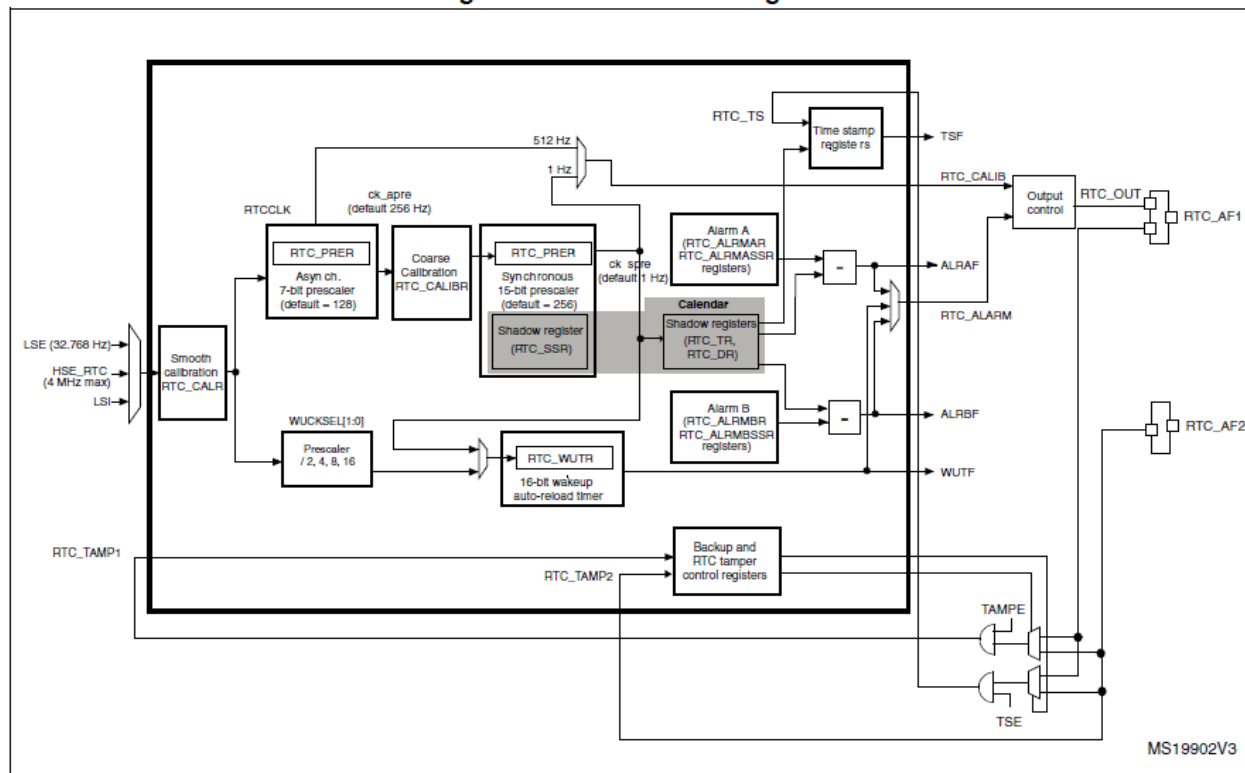 RTC_TS
Time stamp
registe rs
TSF
512 Hz
1 Hz
RTC_CALIB
Output
control
RTC_OUT
RTC_AF1
ck_apre
(default 256 Hz)
RTCCLK
RTC_PRER
Asyn ch.
7-bit prescaler
(default = 128)
Coarse
Calibration
RTC_CALIBR
RTC_PRER
Synchronous
15-bit prescaler
(default = 256)
ck_spre
(default 1 Hz)
Alarm A
(RTC_ALRMAR
RTC_ALRMASSR
registers)
-
ALRAF
RTC_ALARM
Calendar
Shadow register
(RTC_SSR)
Shadow registers
(RTC_TR,
RTC_DR)
LSE (32.768 Hz)
HSE_RTC
(4 MHz max)
LSI
Smooth
calibration
RTC_CALR
WUCKSEL[1:0]
Prescaler
/ 2, 4, 8, 16
RTC_WUTR
16-bit wakeup
auto-reload timer
Alarm B
(RTC_ALRMBR
RTC_ALRMBSSR
registers)
-
ALRBF
WUTF
RTC_AF2
RTC_TAMP1
RTC_TAMP2
Backup and
RTC tamper
control registers
TAMPE
TSE
MS19902V3